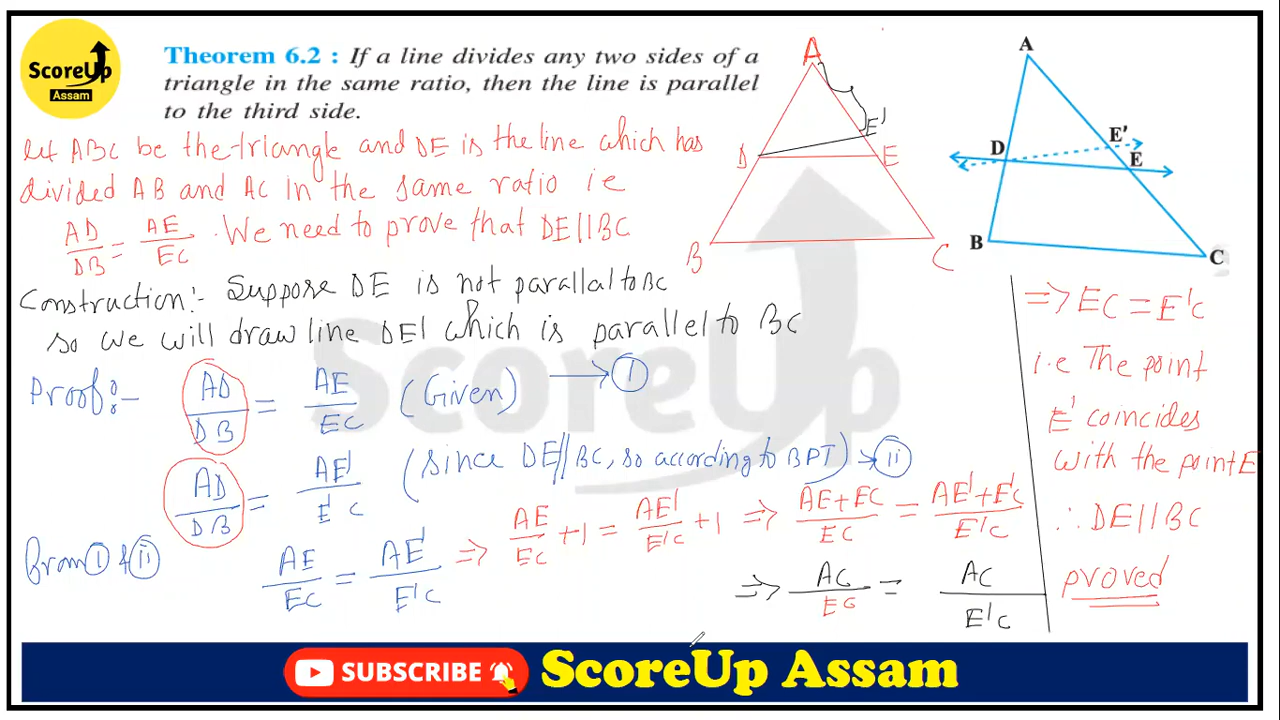 ScoreUp
Assam
Theorem 6.2 : If a line divides any two sides of a
triangle in the same ratio, then the line is parallel
to the third side.
let ABC be the triangle and DE is the line which has
divided AB and AC in the same ratio i.e
AD/DB = AE/EC . We need to prove that DE||BC
Construction:- Suppose DE is not parallal to BC
so we will draw line DE' which is parallel to BC
Proof:- AD/DB = AE/EC (Given) → I
AD/DB = AE'/E'C (Since DE||BC, so according to BPT) → II
from I & II AE/EC = AE'/E'C ⇒ AE/EC + 1 = AE'/E'C + 1 ⇒ AE+EC/EC = AE'+E'C/E'C
⇒ AC/EC = AC/E'C
⇒ EC = E'C
i.e The point
E' coincides
with the point E
∴ DE||BC
proved
A
E'
D
E
B
C
A
E'
D
E
B
C
ScoreUp
SUBSCRIBE
ScoreUp Assam